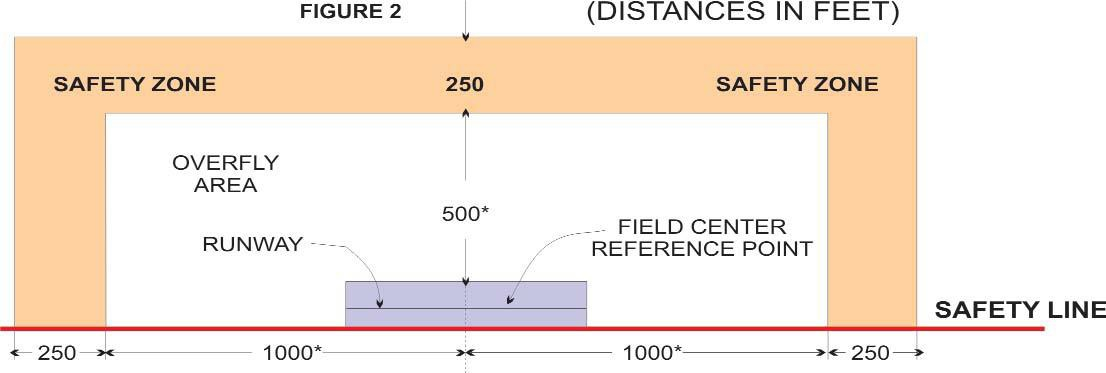 FIGURE 2
(DISTANCES IN FEET)
SAFETY ZONE
250
SAFETY ZONE
OVERFLY
AREA
500*
RUNWAY
FIELD CENTER
REFERENCE POINT
SAFETY LINE
250
1000*
1000*
250